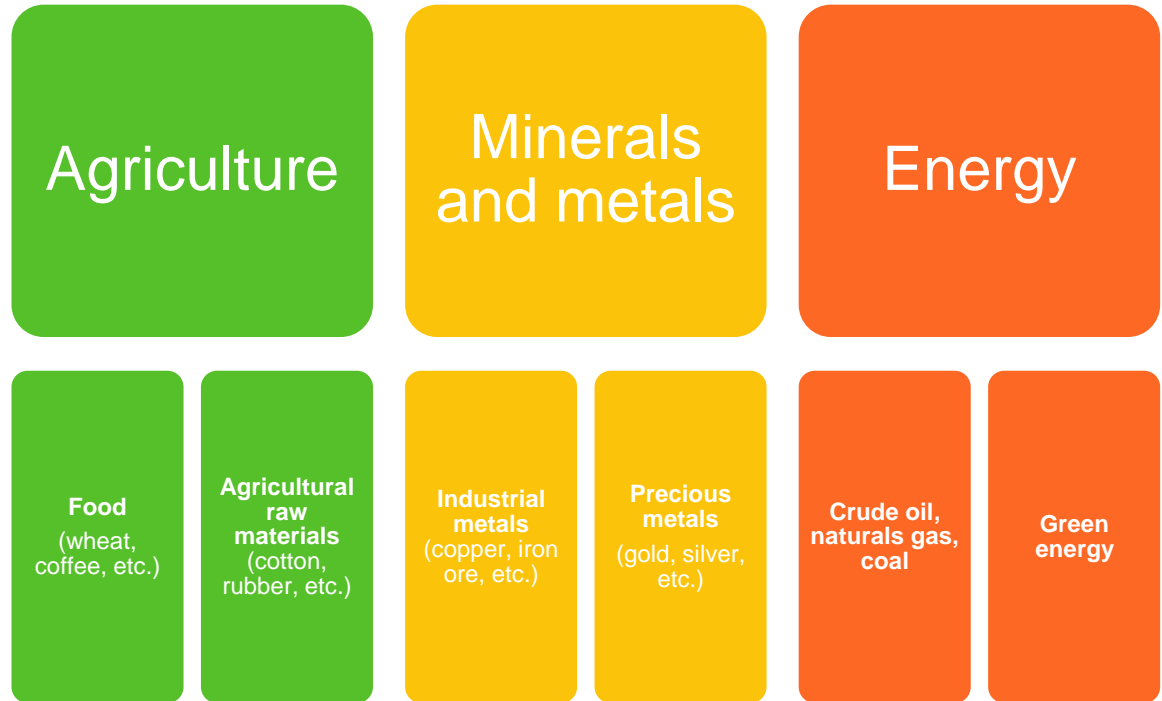 Agriculture
Minerals
and metals
Energy
Food
(wheat,
coffee, etc.)
Agricultural
raw
materials
(cotton,
rubber, etc.)
Industrial
metals
(copper, iron
ore, etc.)
Precious
metals
(gold, silver,
etc.)
Crude oil,
naturals gas,
coal
Green
energy